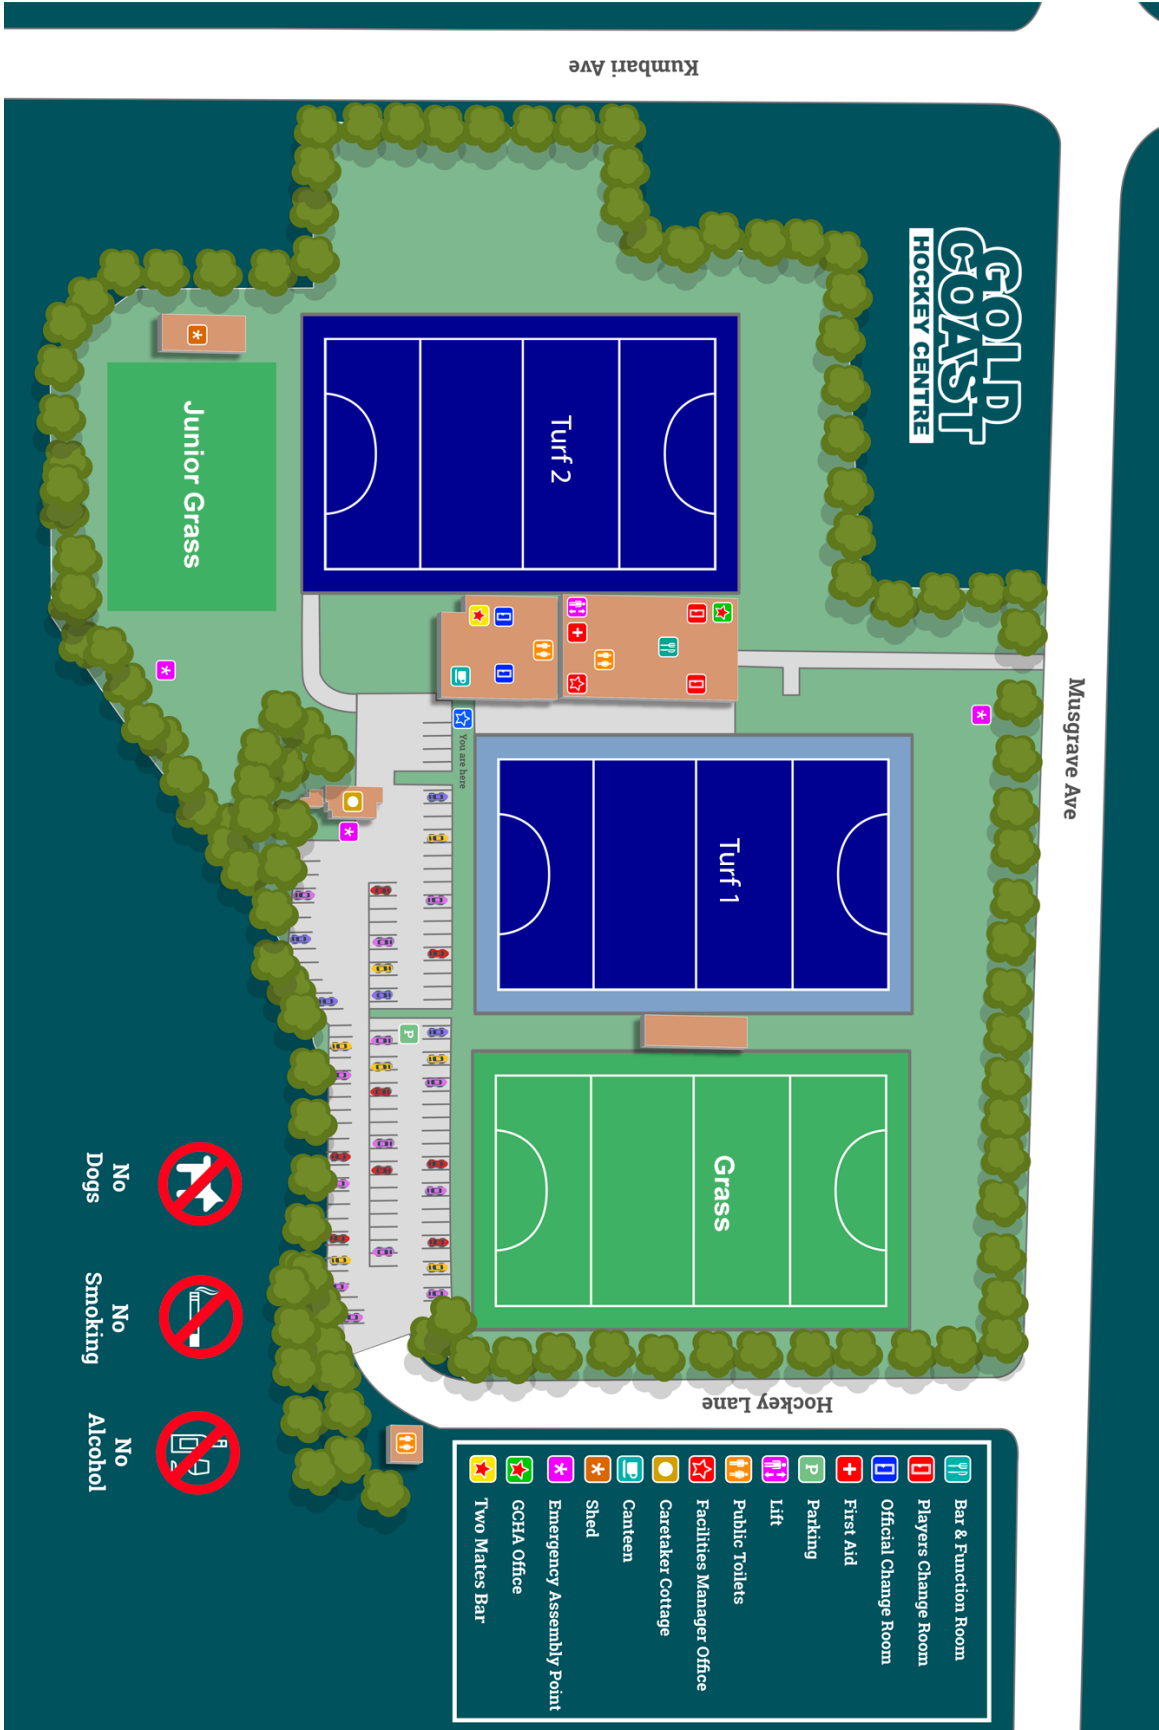 Kumbari Ave
GOLD
COAST
HOCKEY CENTRE
Musgrave Ave
Turf 2
Junior Grass
You are here
Turf 1
P
Grass
Hockey Lane
No
Dogs
No
Smoking
No
Alcohol
Bar & Function Room
Players Change Room
Official Change Room
First Aid
P
Parking
Lift
Public Toilets
Facilities Manager Office
Caretaker Cottage
Canteen
Shed
Emergency Assembly Point
GCHA Office
Two Mates Bar